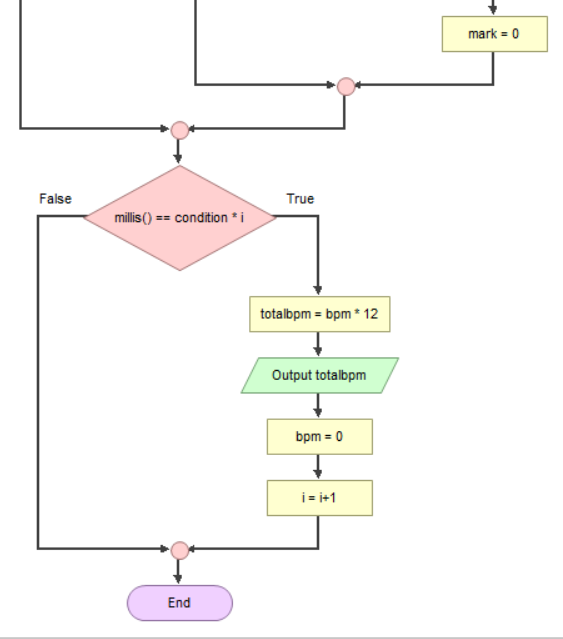 mark = 0
False
True
millis() == condition * i
totalbpm = bpm * 12
Output totalbpm
bpm = 0
i = i+1
End